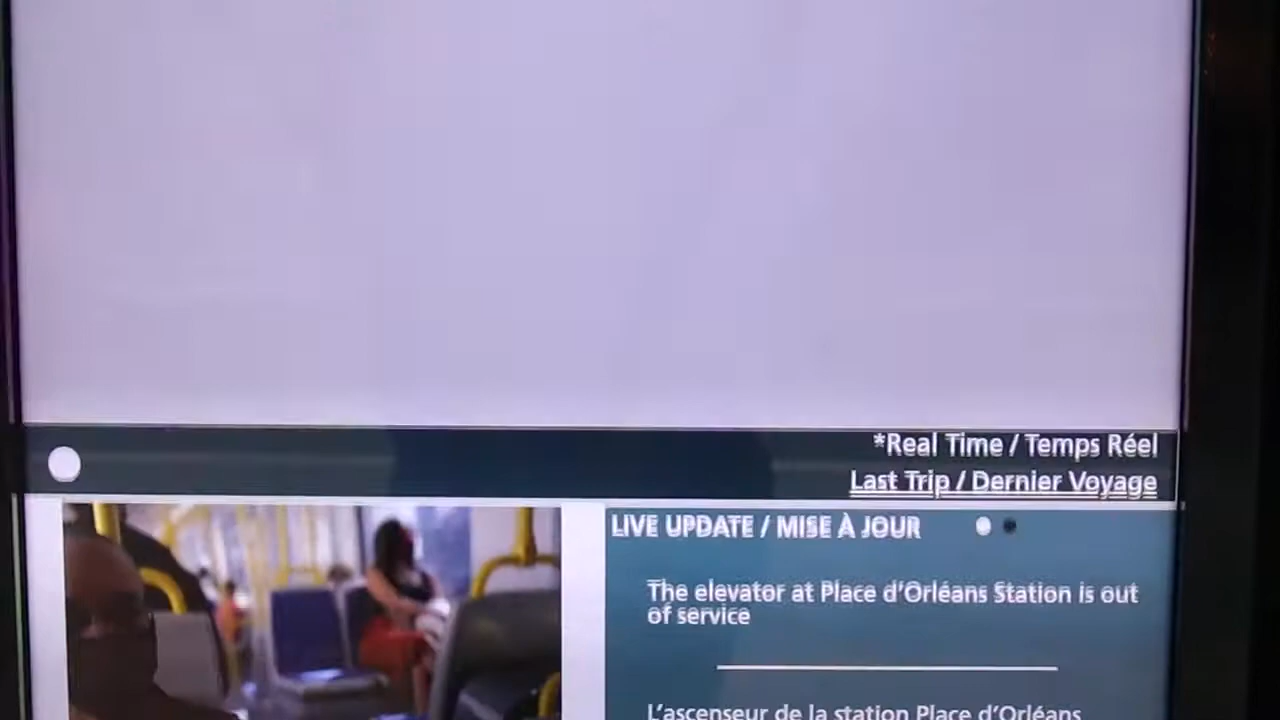 *Real Time / Temps Réel
Last Trip / Dernier Voyage
LIVE UPDATE / MISE À JOUR
The elevator at Place d'Orléans Station is out
of service
L'ascenseur de la station Place d'Orléans